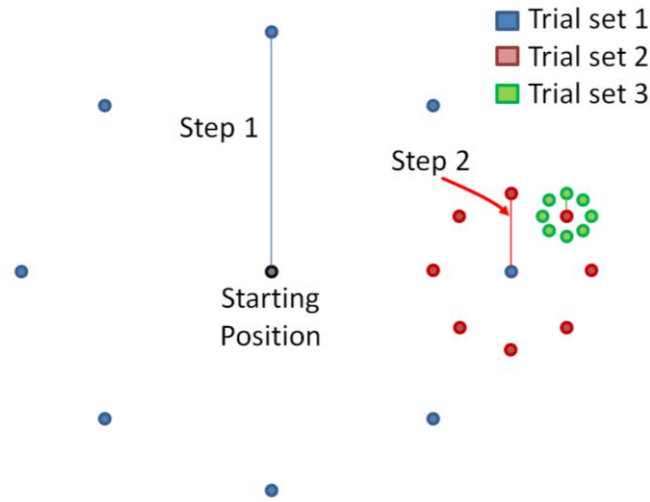 Trial set 1
Trial set 2
Trial set 3
Step 1
Step 2
Starting
Position